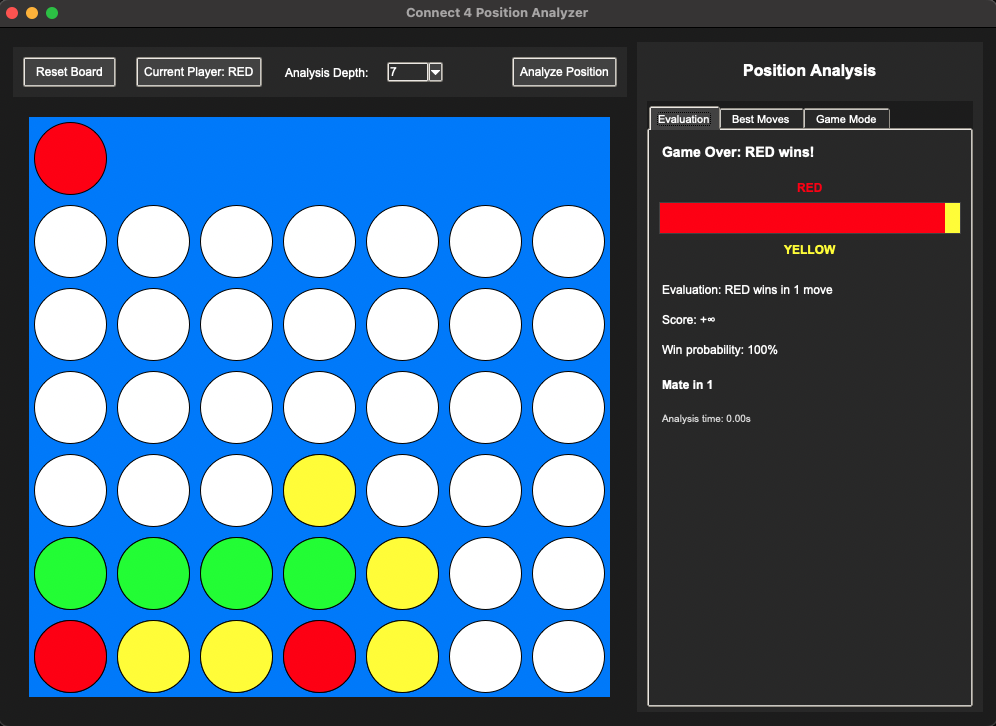 Connect 4 Position Analyzer
Reset Board
Current Player: RED
Analysis Depth:
7
Analyze Position
Position Analysis
Evaluation
Best Moves
Game Mode
Game Over: RED wins!
RED
YELLOW
Evaluation: RED wins in 1 move
Score: +∞
Win probability: 100%
Mate in 1
Analysis time: 0.00s